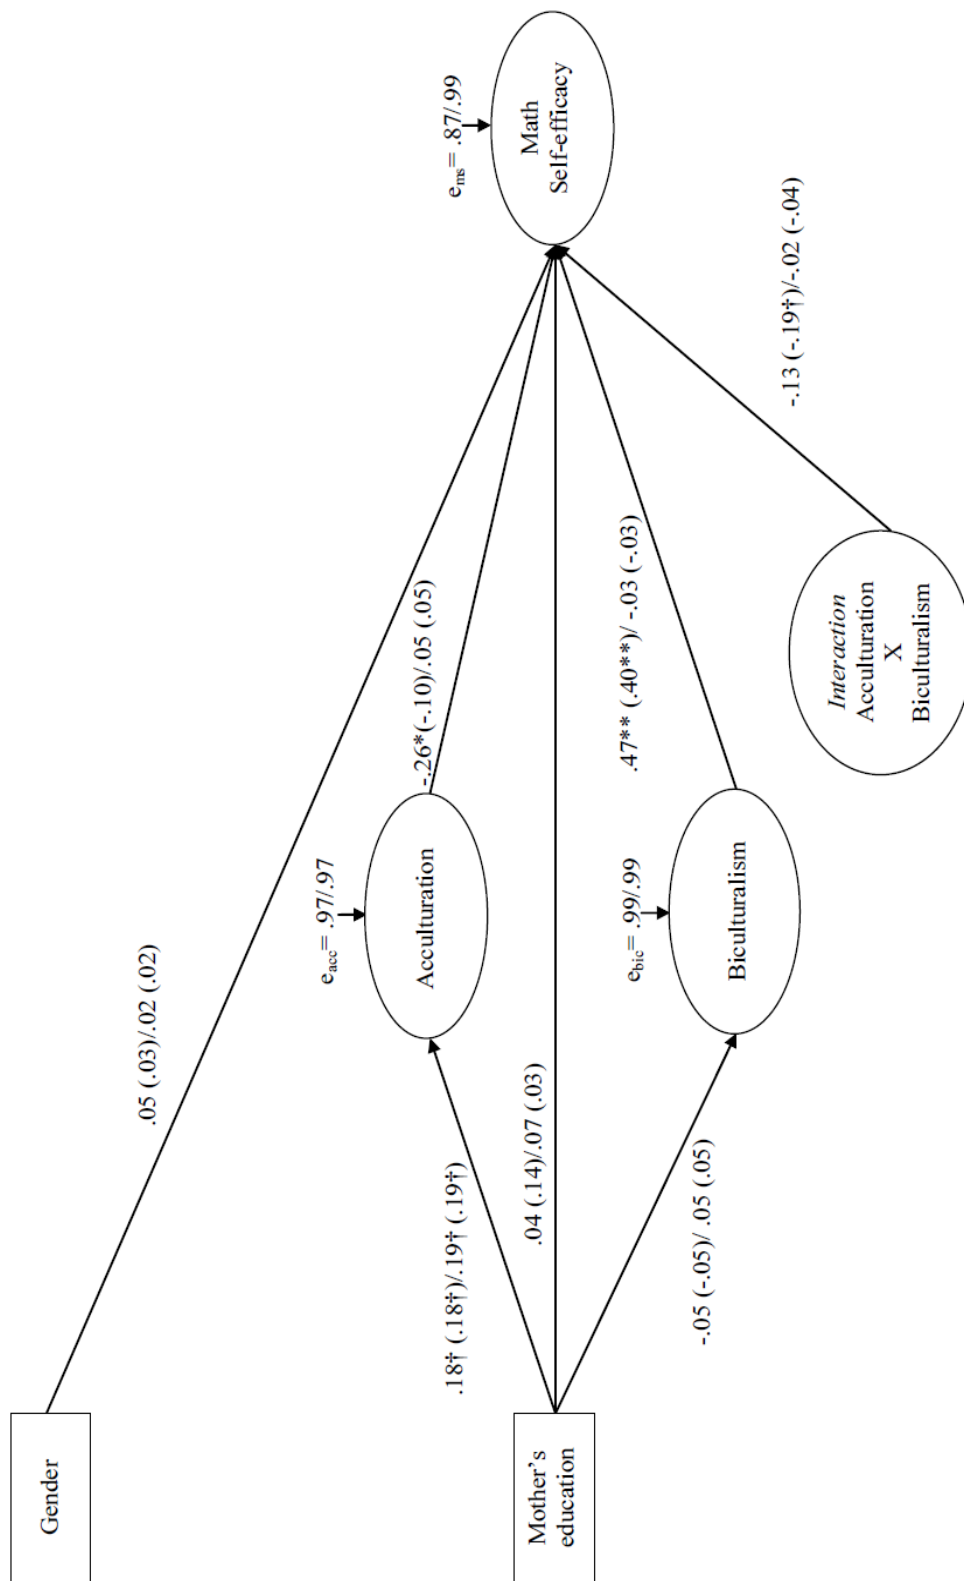 Gender
.05 (.03)/.02 (.02)
e_acc= .97/.97
Acculturation
-.26*(-.10)/.05 (.05)
e_ms= .87/.99
Math
Self-efficacy
.18† (.18†)/.19† (.19†)
Mother's
education
.04 (.14)/.07 (.03)
-.05 (-.05)/ .05 (.05)
e_bic= .99/.99
Biculturalism
.47** (.40**)/ -.03 (-.03)
Interaction
Acculturation
X
Biculturalism
-.13 (-.19†)/-.02 (-.04)